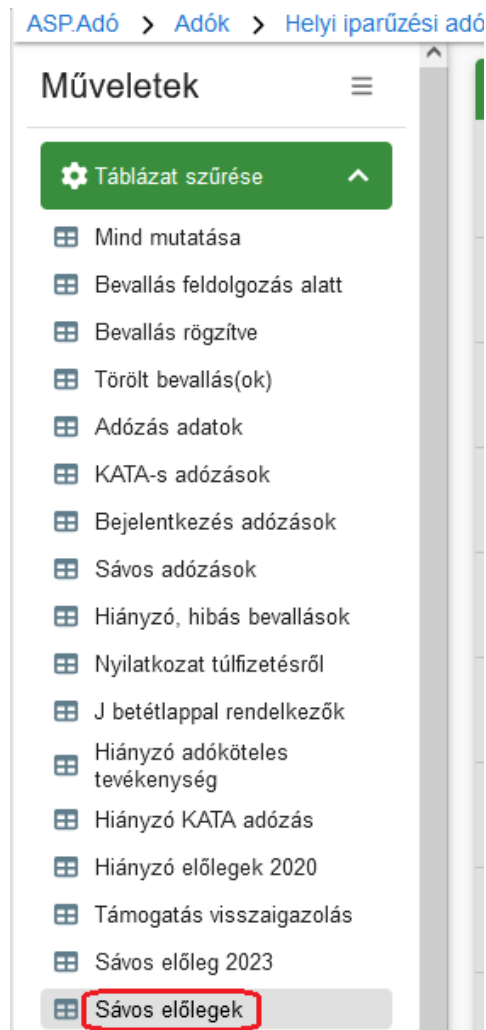 ASP.Adó > Adók > Helyi iparűzési adó
Műveletek
Táblázat szűrése
Mind mutatása
Bevallás feldolgozás alatt
Bevallás rögzítve
Törölt bevallás(ok)
Adózás adatok
KATA-s adózások
Bejelentkezés adózások
Sávos adózások
Hiányzó, hibás bevallások
Nyilatkozat túlfizetésről
J betétlappal rendelkezők
Hiányzó adóköteles
tevékenység
Hiányzó KATA adózás
Hiányzó előlegek 2020
Támogatás visszaigazolás
Sávos előleg 2023
Sávos előlegek